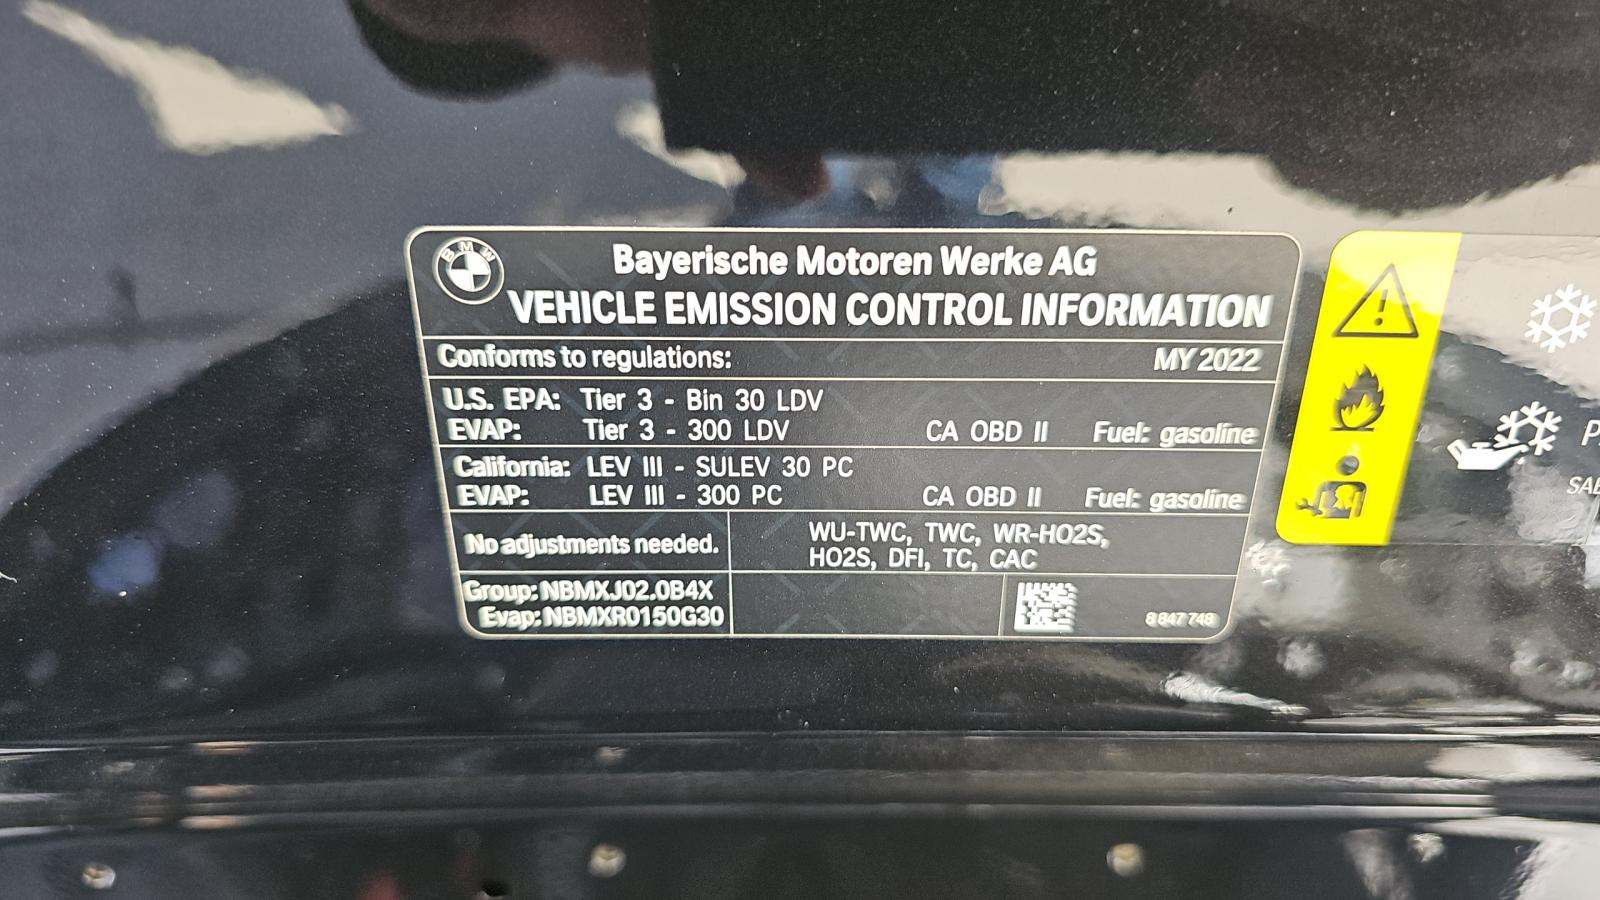 BMW
Bayerische Motoren Werke AG
VEHICLE EMISSION CONTROL INFORMATION
Conforms to regulations: MY 2022
U.S. EPA: Tier 3 - Bin 30 LDV
EVAP: Tier 3 - 300 LDV CA OBD II Fuel: gasoline
California: LEV III - SULEV 30 PC
EVAP: LEV III - 300 PC CA OBD II Fuel: gasoline
No adjustments needed. WU-TWC, TWC, WR-HO2S,
HO2S, DFI, TC, CAC
Group: NBMXJ02.0B4X
Evap: NBMXR0150G30
8 847 748